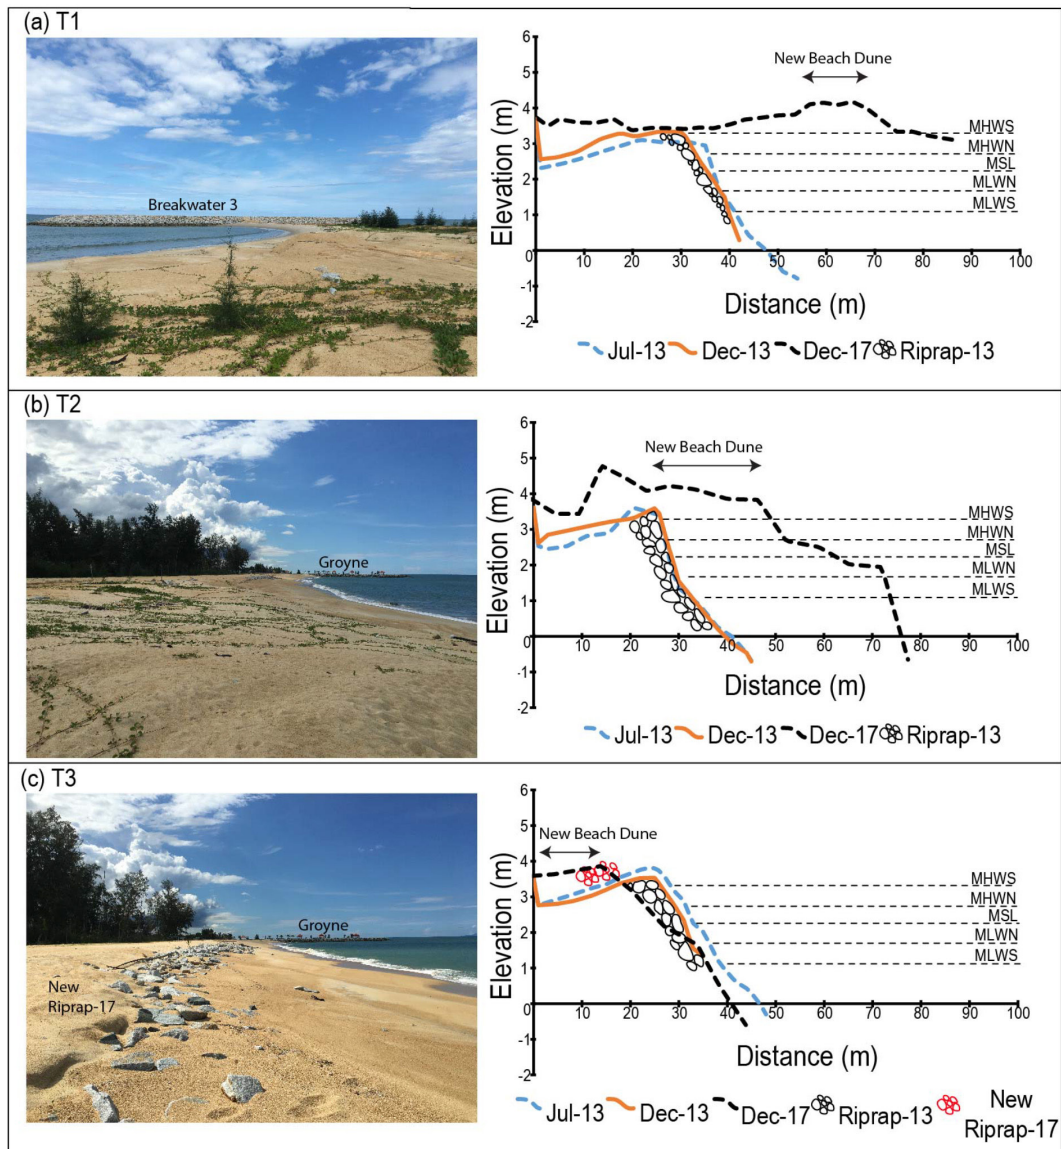 (a) T1
Breakwater 3
Elevation (m)
6
5
4
3
2
1
0
-1
-2
New Beach Dune
MHWS
MHWN
MSL
MLWN
MLWS
10 20 30 40 50 60 70 80 90 100
Distance (m)
Jul-13 Dec-13 Dec-17 Riprap-13
(b) T2
Groyne
Elevation (m)
6
5
4
3
2
1
0
-1
-2
New Beach Dune
MHWS
MHWN
MSL
MLWN
MLWS
10 20 30 40 50 60 70 80 90 100
Distance (m)
Jul-13 Dec-13 Dec-17 Riprap-13
(c) T3
Groyne
New
Riprap-17
Elevation (m)
6
5
4
3
2
1
0
-1
-2
New Beach Dune
MHWS
MHWN
MSL
MLWN
MLWS
10 20 30 40 50 60 70 80 90 100
Distance (m)
Jul-13 Dec-13 Dec-17 Riprap-13 New
Riprap-17